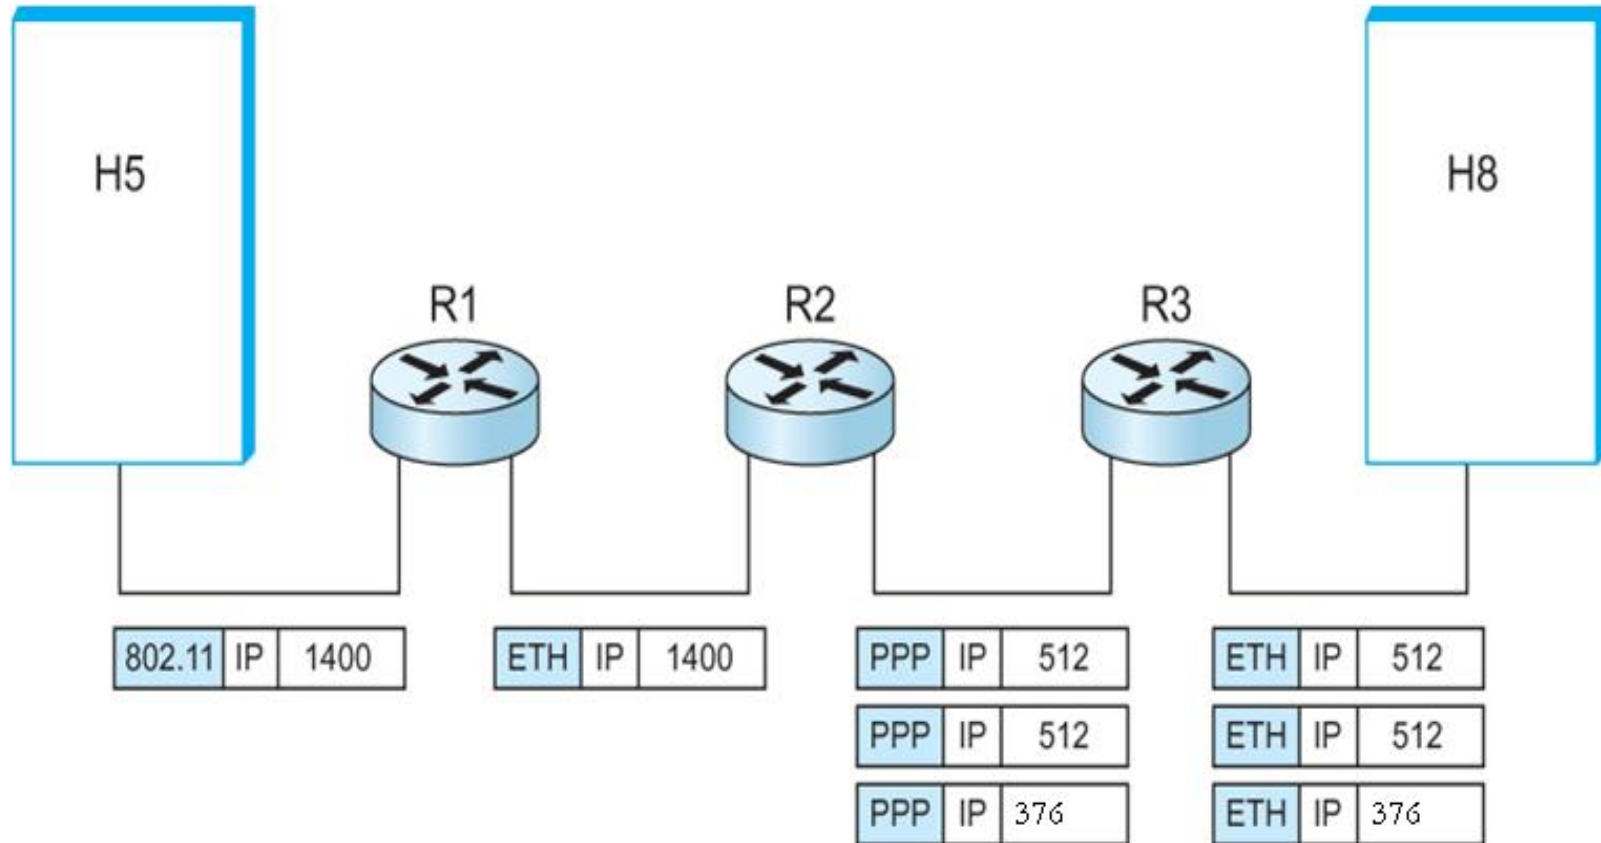 H5
H8
R1
R2
R3
802.11 IP 1400
ETH IP 1400
PPP IP 512
ETH IP 512
PPP IP 512
ETH IP 512
PPP IP 376
ETH IP 376